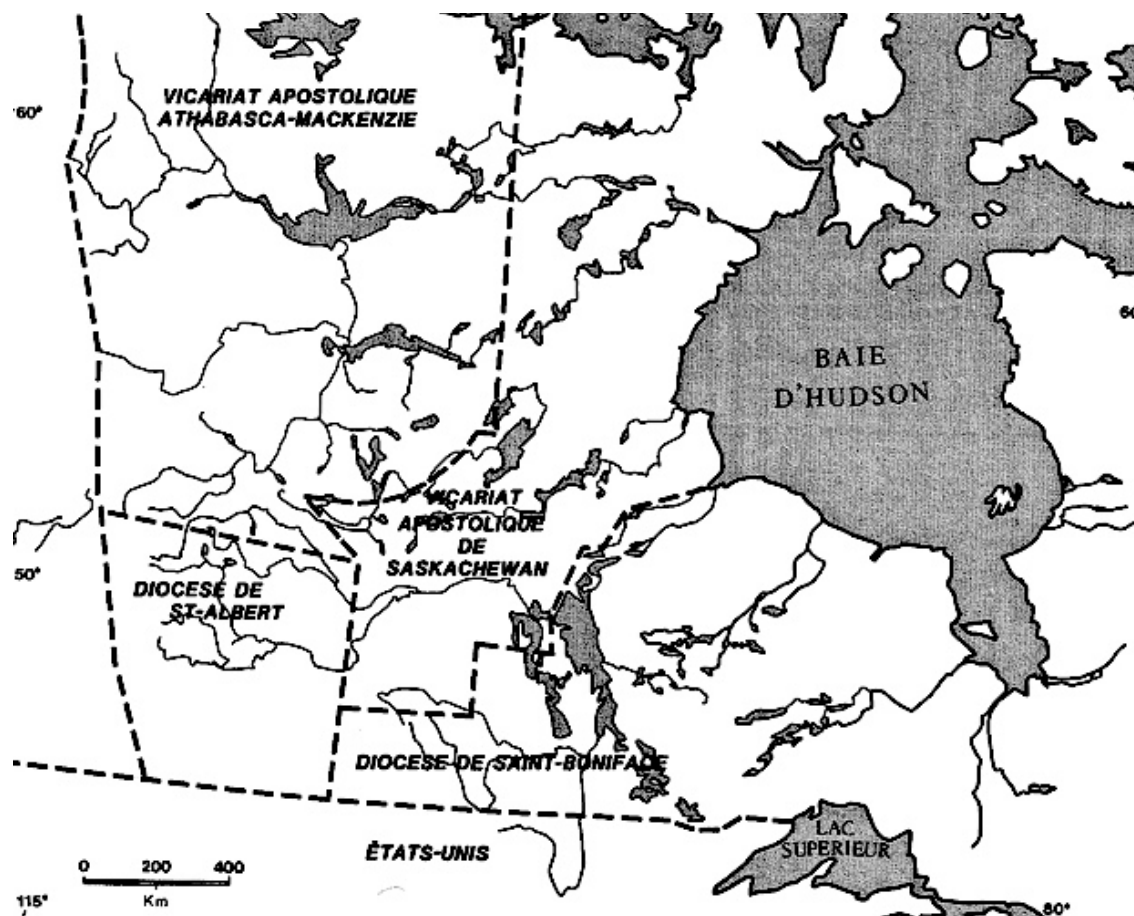 VICARIAT APOSTOLIQUE
ATHABASCA-MACKENZIE
60°
60
BAIE
D'HUDSON
VICARIAT
APOSTOLIQUE
DE
SASKACHEWAN
50°
DIOCESE DE
ST-ALBERT
DIOCESE DE SAINT-BONIFACE
LAC
SUPERIEUR
ÉTATS-UNIS
0 200 400
Km
115°
80°